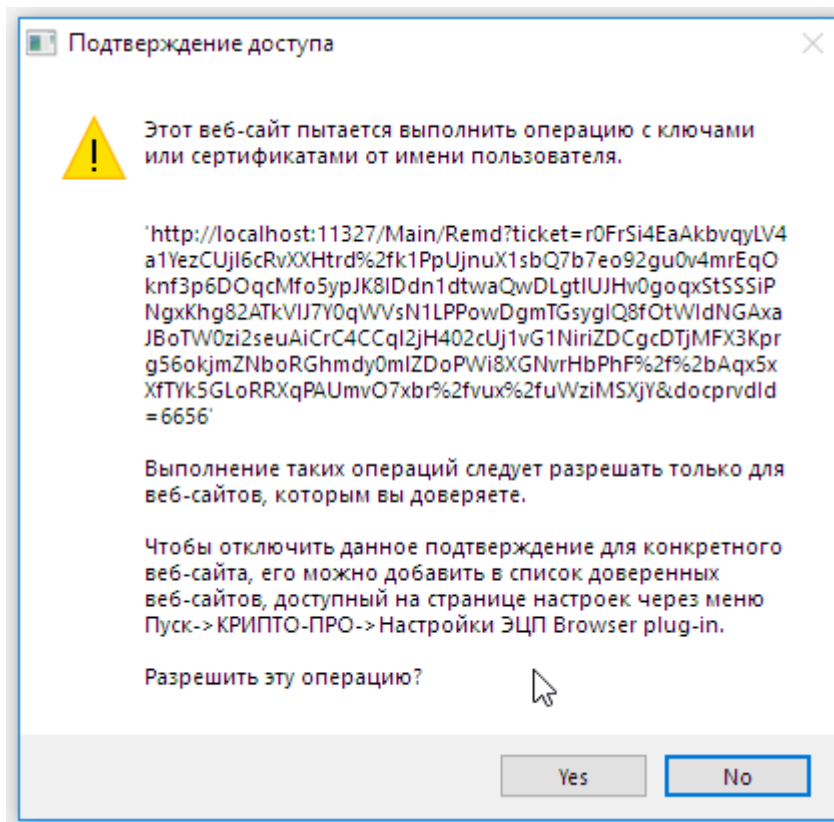 Подтверждение доступа
Этот веб-сайт пытается выполнить операцию с ключами
или сертификатами от имени пользователя.
'http://localhost:11327/Main/Remd?ticket=r0FrSi4EaAkbvqyLV4
a1YezCUjI6cRvXXHtrd%2fk1PpUjnuX1sbQ7b7eo92gu0v4mrEqO
knf3p6DOqcMfo5ypJK8IDdn1dtwaQwDLgtIUJHv0goqxStSSSiP
NgxKhg82ATkVIJ7Y0qWVsN1LPPowDgmTGsyglQ8fOtWIdNGAxa
JBoTW0zi2seuAiCrC4CCqI2jH402cUj1vG1NiriZDCgcDTjMFX3Kpr
g56okjmZNboRGhmdy0mIZDoPWi8XGNvrHbPhF%2f%2bAqx5x
XfTYk5GLoRRXqPAUmvO7xbr%2fvux%2fuWziMSXjY&docprvdId
=6656'
Выполнение таких операций следует разрешать только для
веб-сайтов, которым вы доверяете.
Чтобы отключить данное подтверждение для конкретного
веб-сайта, его можно добавить в список доверенных
веб-сайтов, доступный на странице настроек через меню
Пуск->КРИПТО-ПРО->Настройки ЭЦП Browser plug-in.
Разрешить эту операцию?
Yes
No